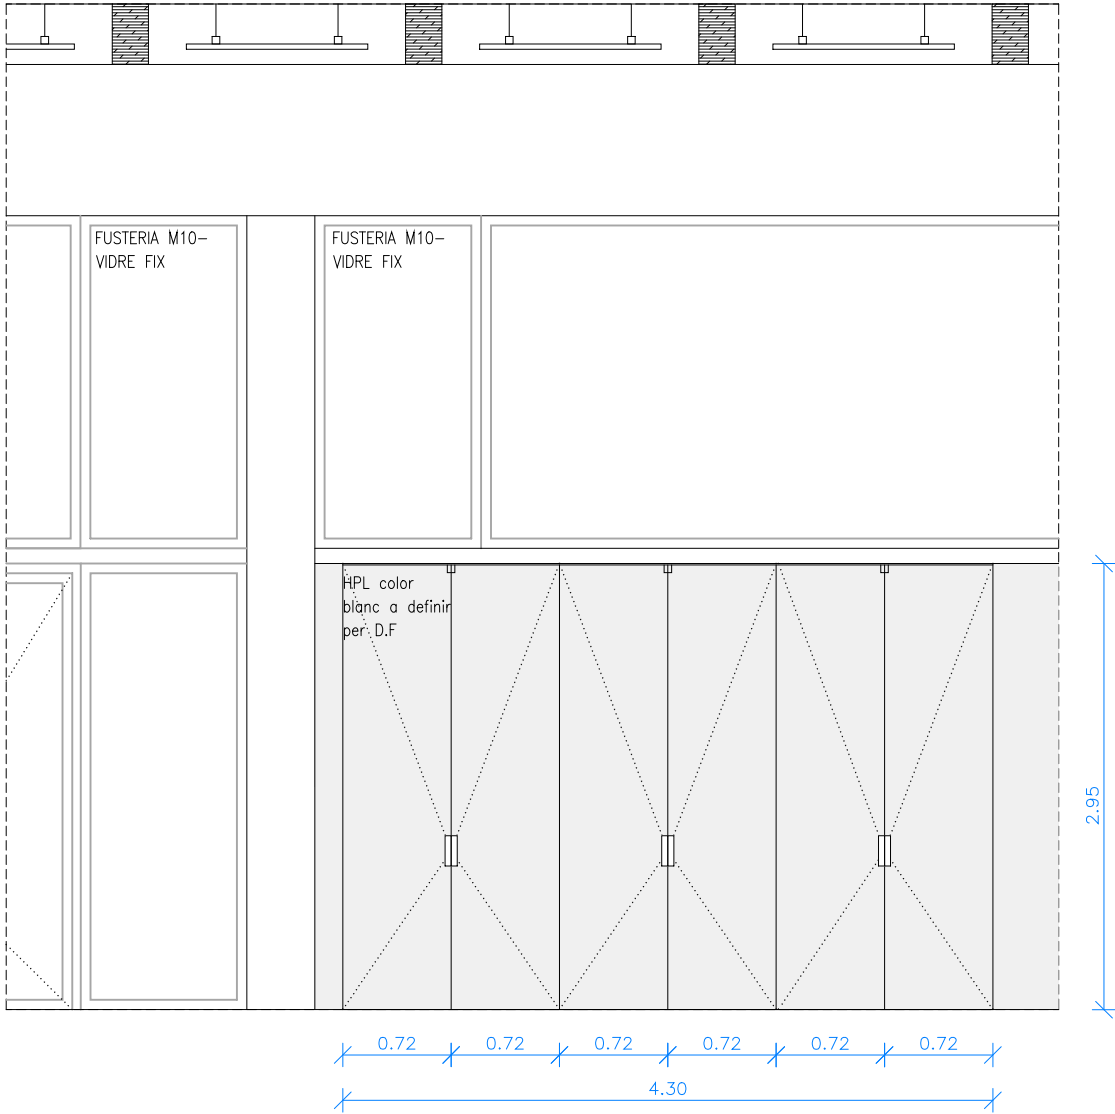 FUSTERIA M10-
VIDRE FIX
FUSTERIA M10-
VIDRE FIX
HPL color
blanc a definir
per D.F
2.95
0.72 0.72 0.72 0.72 0.72 0.72
4.30